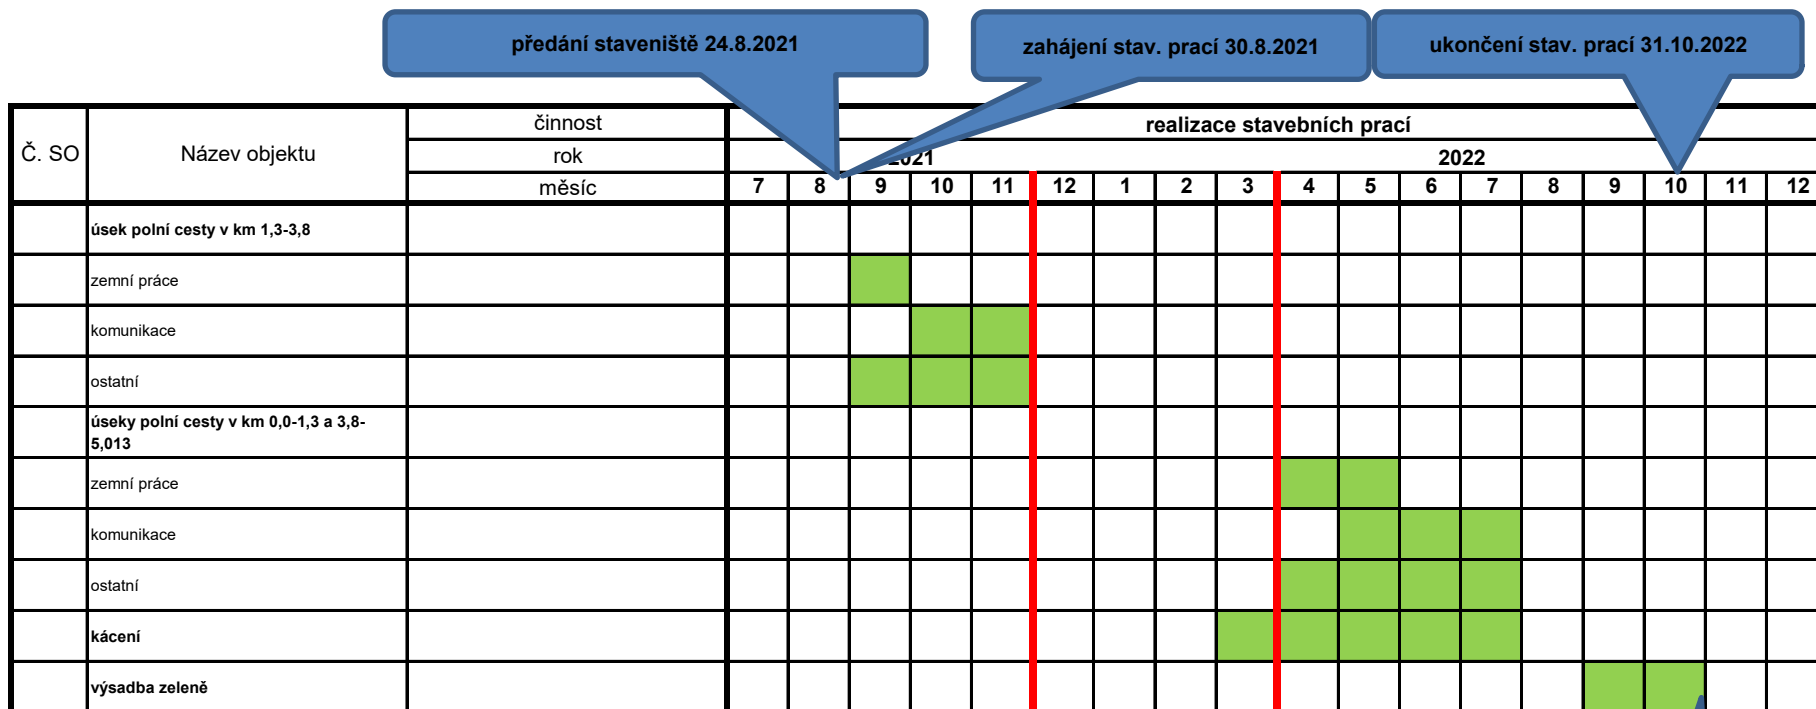 předání staveniště 24.8.2021
zahájení stav. prací 30.8.2021
ukončení stav. prací 31.10.2022
Č. SO
Název objektu
činnost
realizace stavebních prací
rok
2021
2022
měsíc
7 8 9 10 11 12 1 2 3 4 5 6 7 8 9 10 11 12
úsek polní cesty v km 1,3-3,8
zemní práce
komunikace
ostatní
úseky polní cesty v km 0,0-1,3 a 3,8-
5,013
zemní práce
komunikace
ostatní
kácení
výsadba zeleně